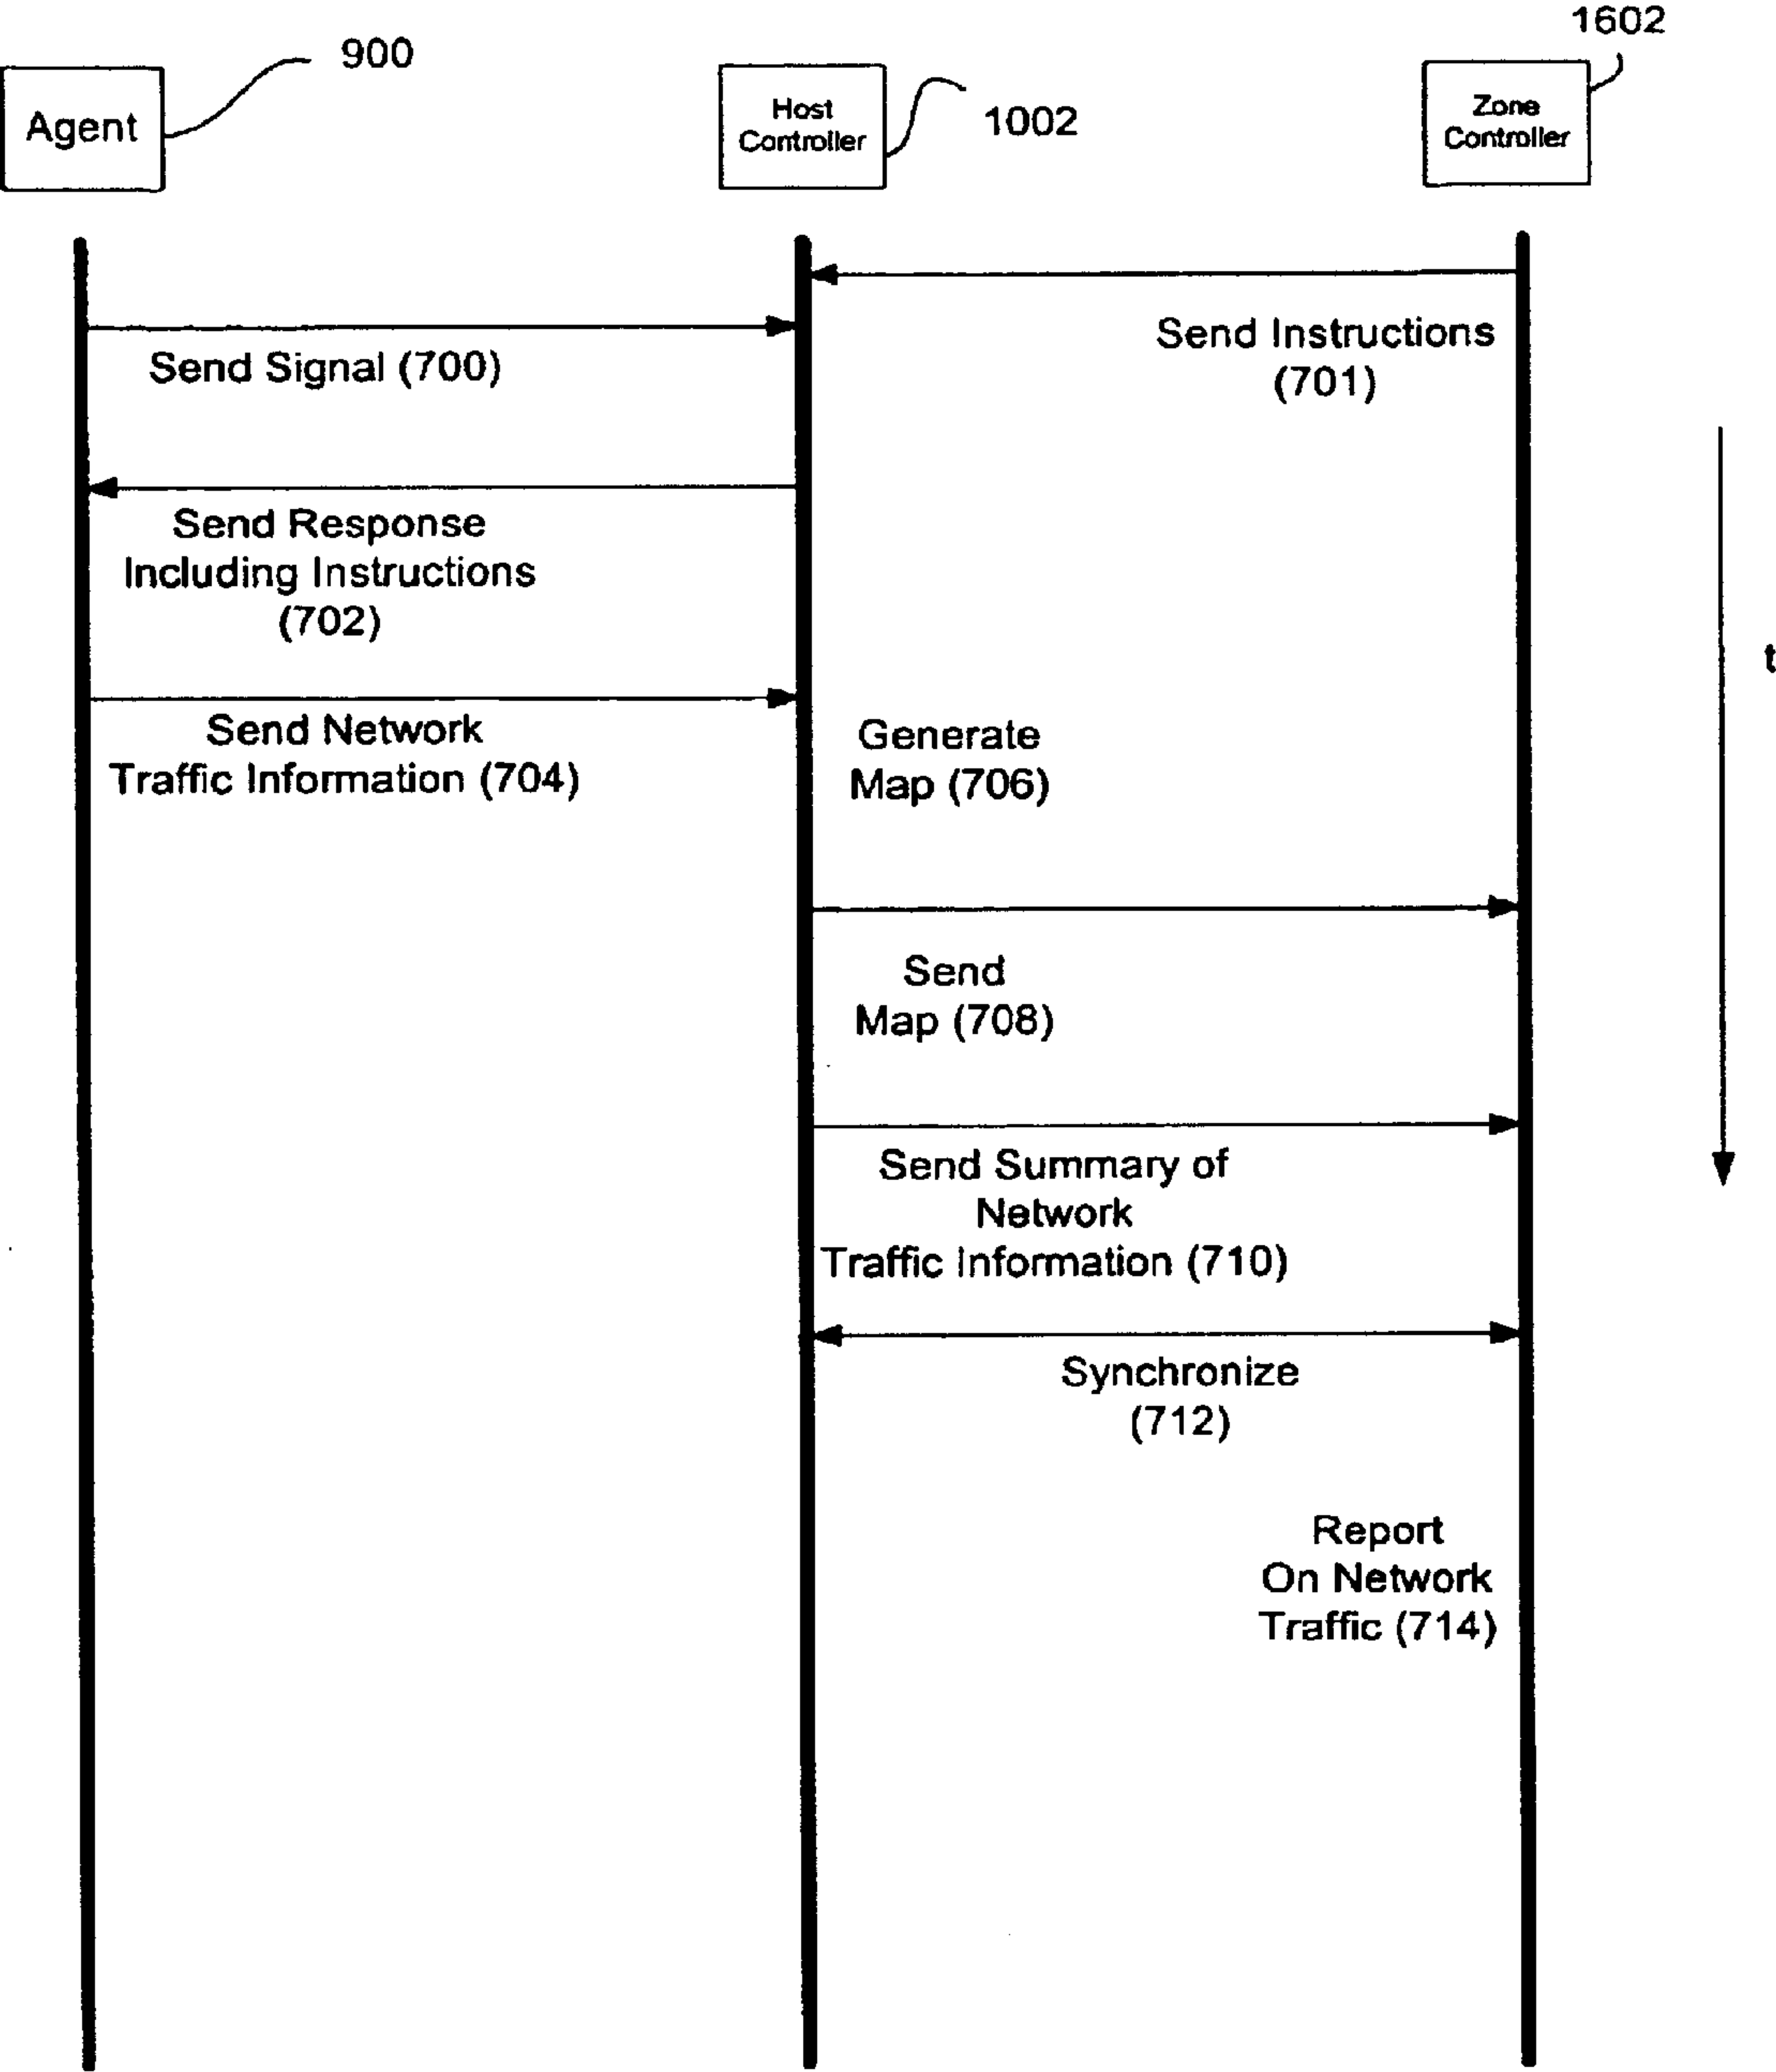 1602
900
Agent
Host
Controller
1002
Zone
Controller
Send Signal (700)
Send Instructions
(701)
Send Response
Including Instructions
(702)
t
Send Network
Traffic Information (704)
Generate
Map (706)
Send
Map (708)
Send Summary of
Network
Traffic Information (710)
Synchronize
(712)
Report
On Network
Traffic (714)